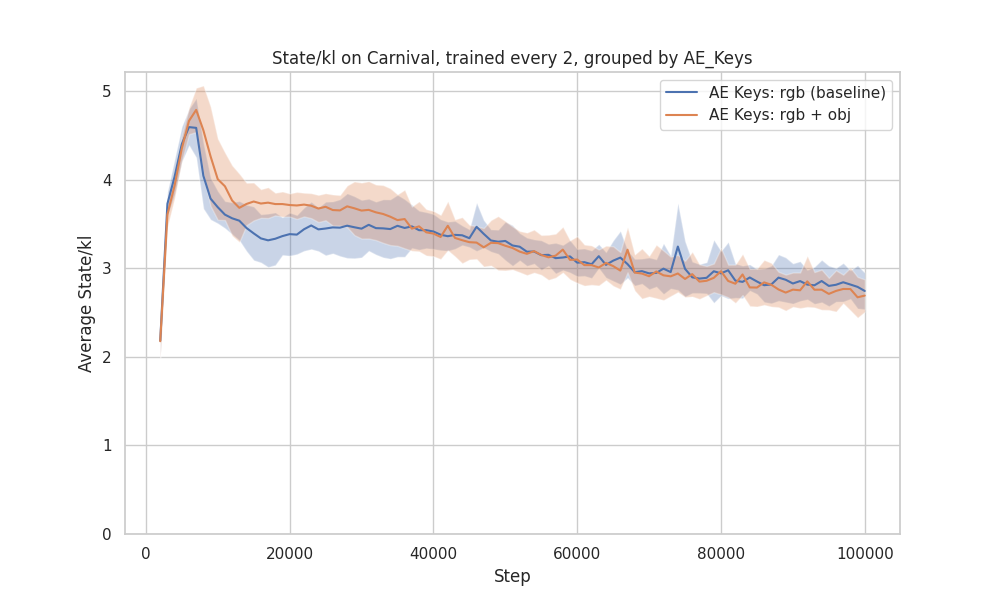 State/kl on Carnival, trained every 2, grouped by AE_Keys
AE Keys: rgb (baseline)
AE Keys: rgb + obj
Average State/kl
5
4
3
2
1
0
0 20000 40000 60000 80000 100000
Step